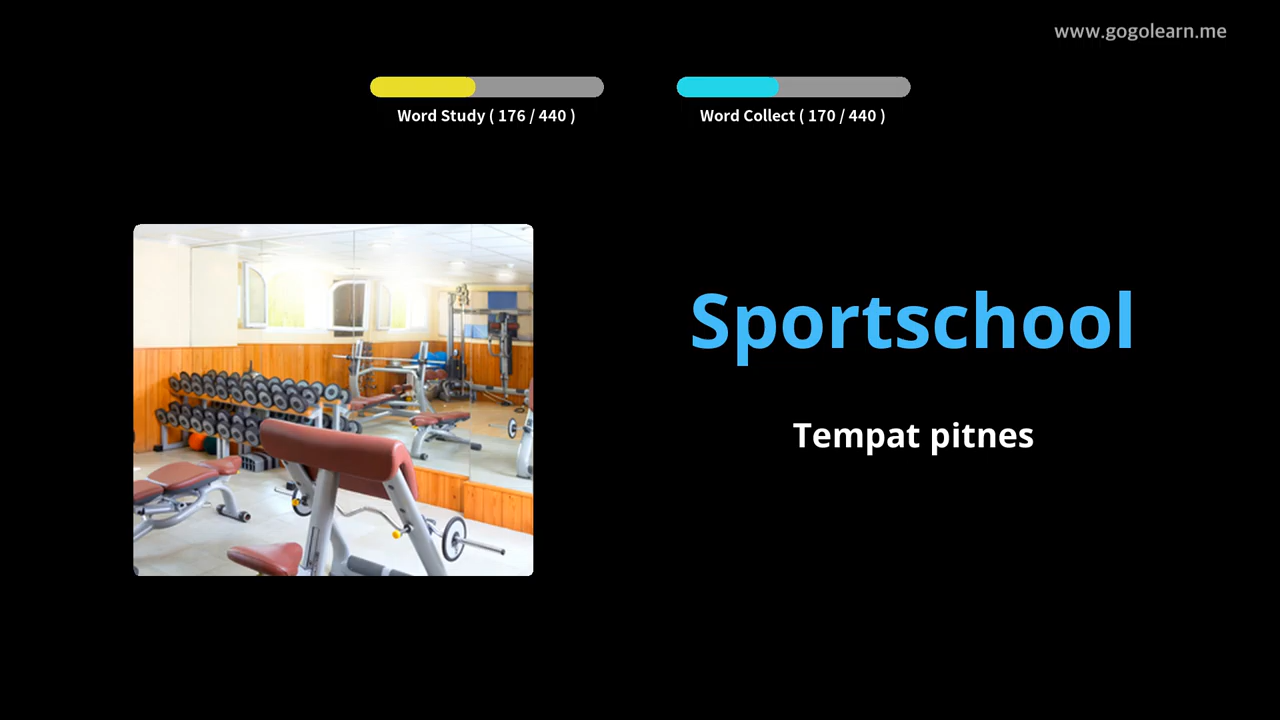 www.gogolearn.me
Word Study ( 176 / 440 )
Word Collect ( 170 / 440 )
Sportschool
Tempat pitnes